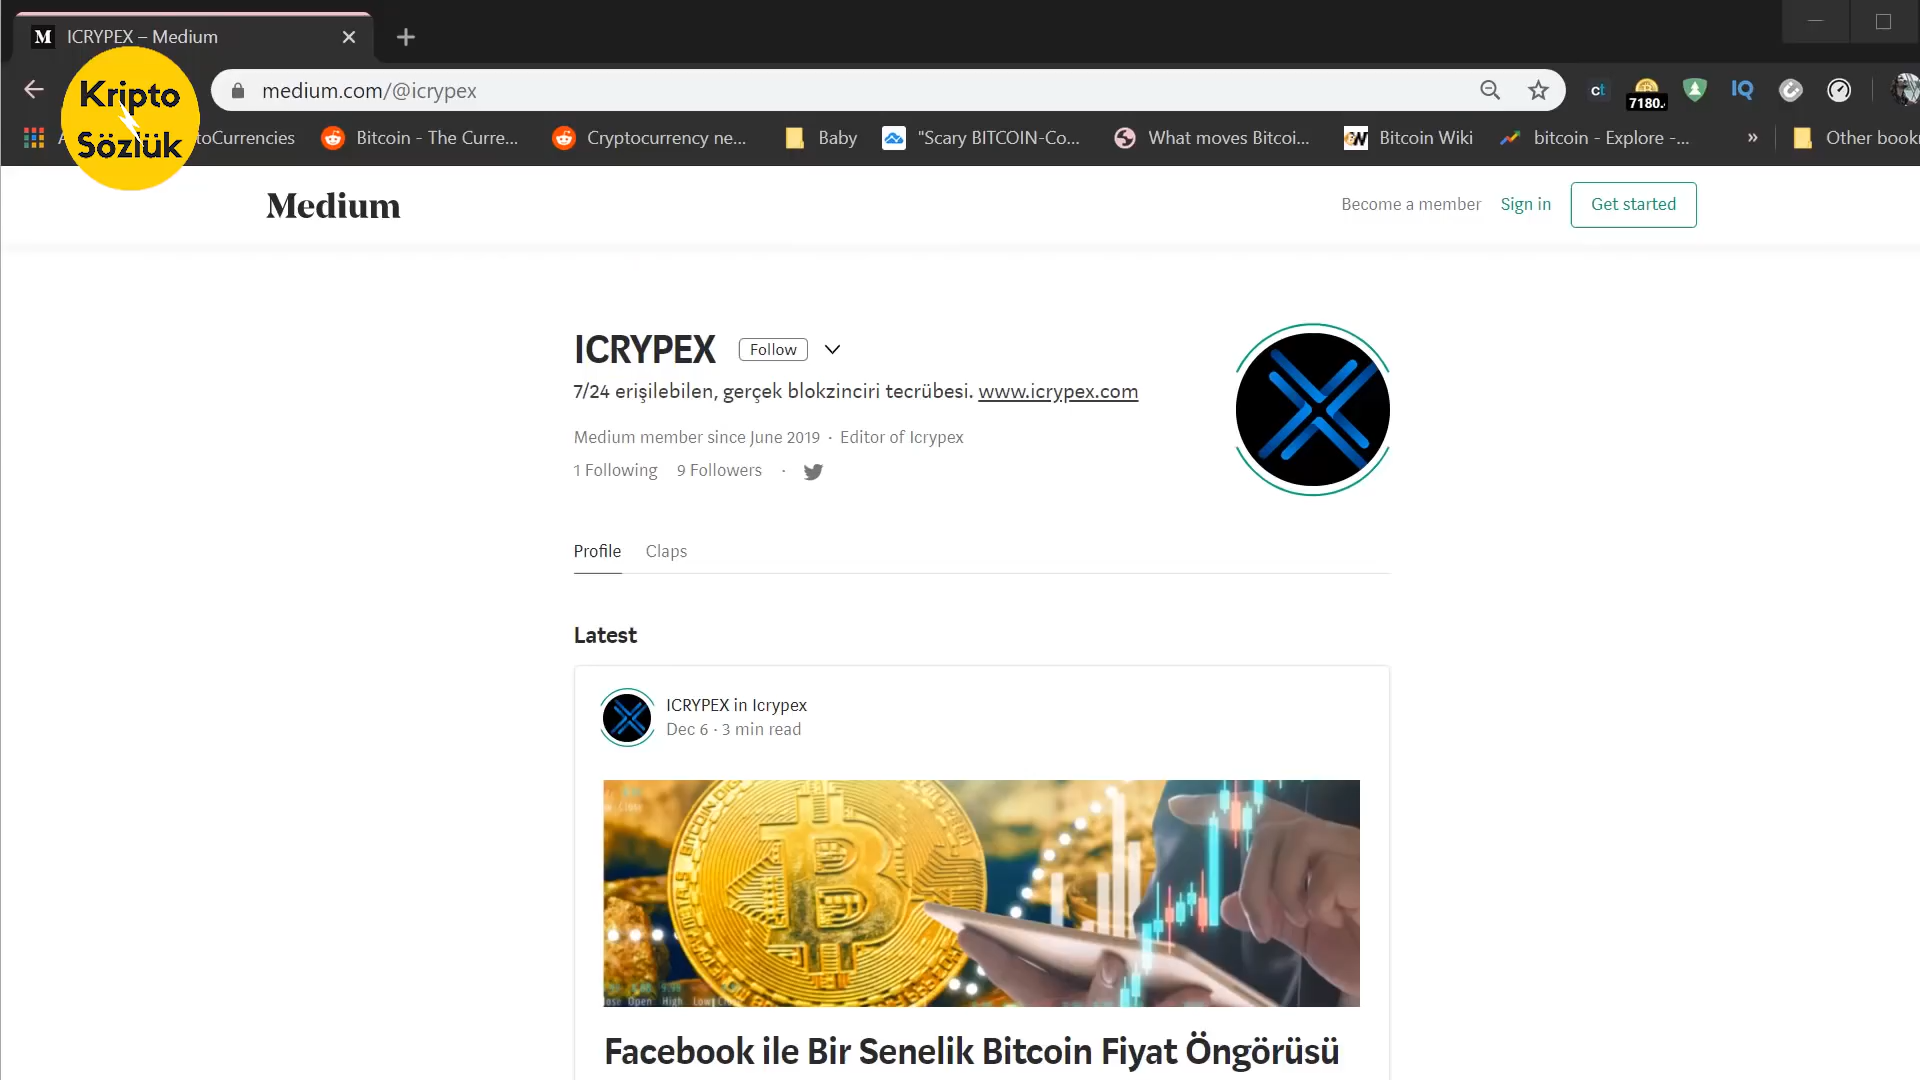 ICRYPEX – Medium
Kripto
Sözlük
medium.com/@icrypex
ct
7180.
IQ
toCurrencies
Bitcoin - The Curre...
Cryptocurrency ne...
Baby
"Scary BITCOIN-Co...
What moves Bitcoi...
Bitcoin Wiki
bitcoin - Explore -...
»
Other book
Medium
Become a member
Sign in
Get started
ICRYPEX
Follow
7/24 erişilebilen, gerçek blokzinciri tecrübesi. www.icrypex.com
Medium member since June 2019 · Editor of Icrypex
1 Following 9 Followers ·
Profile Claps
Latest
ICRYPEX in Icrypex
Dec 6 · 3 min read
Open High Low
Facebook ile Bir Senelik Bitcoin Fiyat Öngörüsü